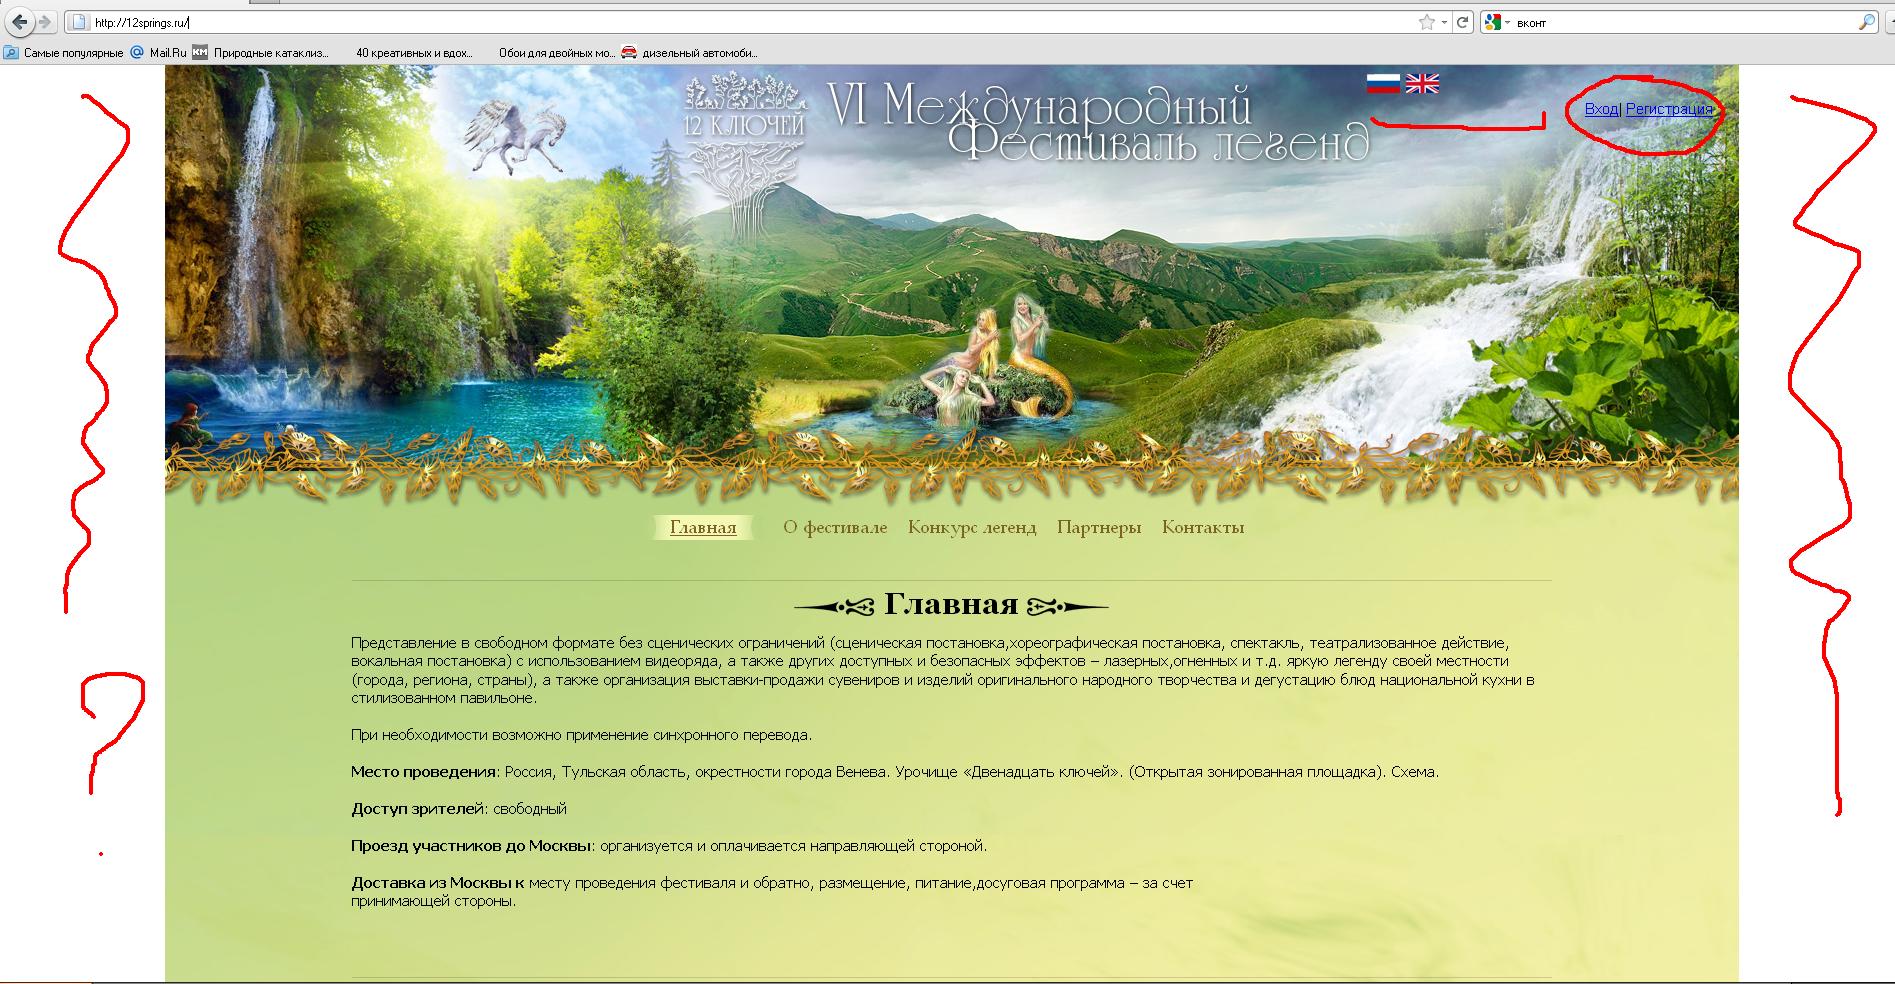 http://12springs.ru/
вконт
Самые популярные
Mail.Ru
Природные катаклиз...
40 креативных и вдох...
Обои для двойных мо...
дизельный автомоби...
12 КЛЮЧЕЙ
VI Международный
Фестиваль легенд
Вход| Регистрация
Главная О фестивале Конкурс легенд Партнеры Контакты
Главная
Представление в свободном формате без сценических ограничений (сценическая постановка,хореографическая постановка, спектакль, театрализованное действие,
вокальная постановка) с использованием видеоряда, а также других доступных и безопасных эффектов – лазерных,огненных и т.д. яркую легенду своей местности
(города, региона, страны), а также организация выставки-продажи сувениров и изделий оригинального народного творчества и дегустацию блюд национальной кухни в
стилизованном павильоне.
При необходимости возможно применение синхронного перевода.
Место проведения: Россия, Тульская область, окрестности города Венева. Урочище «Двенадцать ключей». (Открытая зонированная площадка). Схема.
Доступ зрителей: свободный
Проезд участников до Москвы: организуется и оплачивается направляющей стороной.
Доставка из Москвы к месту проведения фестиваля и обратно, размещение, питание,досуговая программа – за счет
принимающей стороны.
?